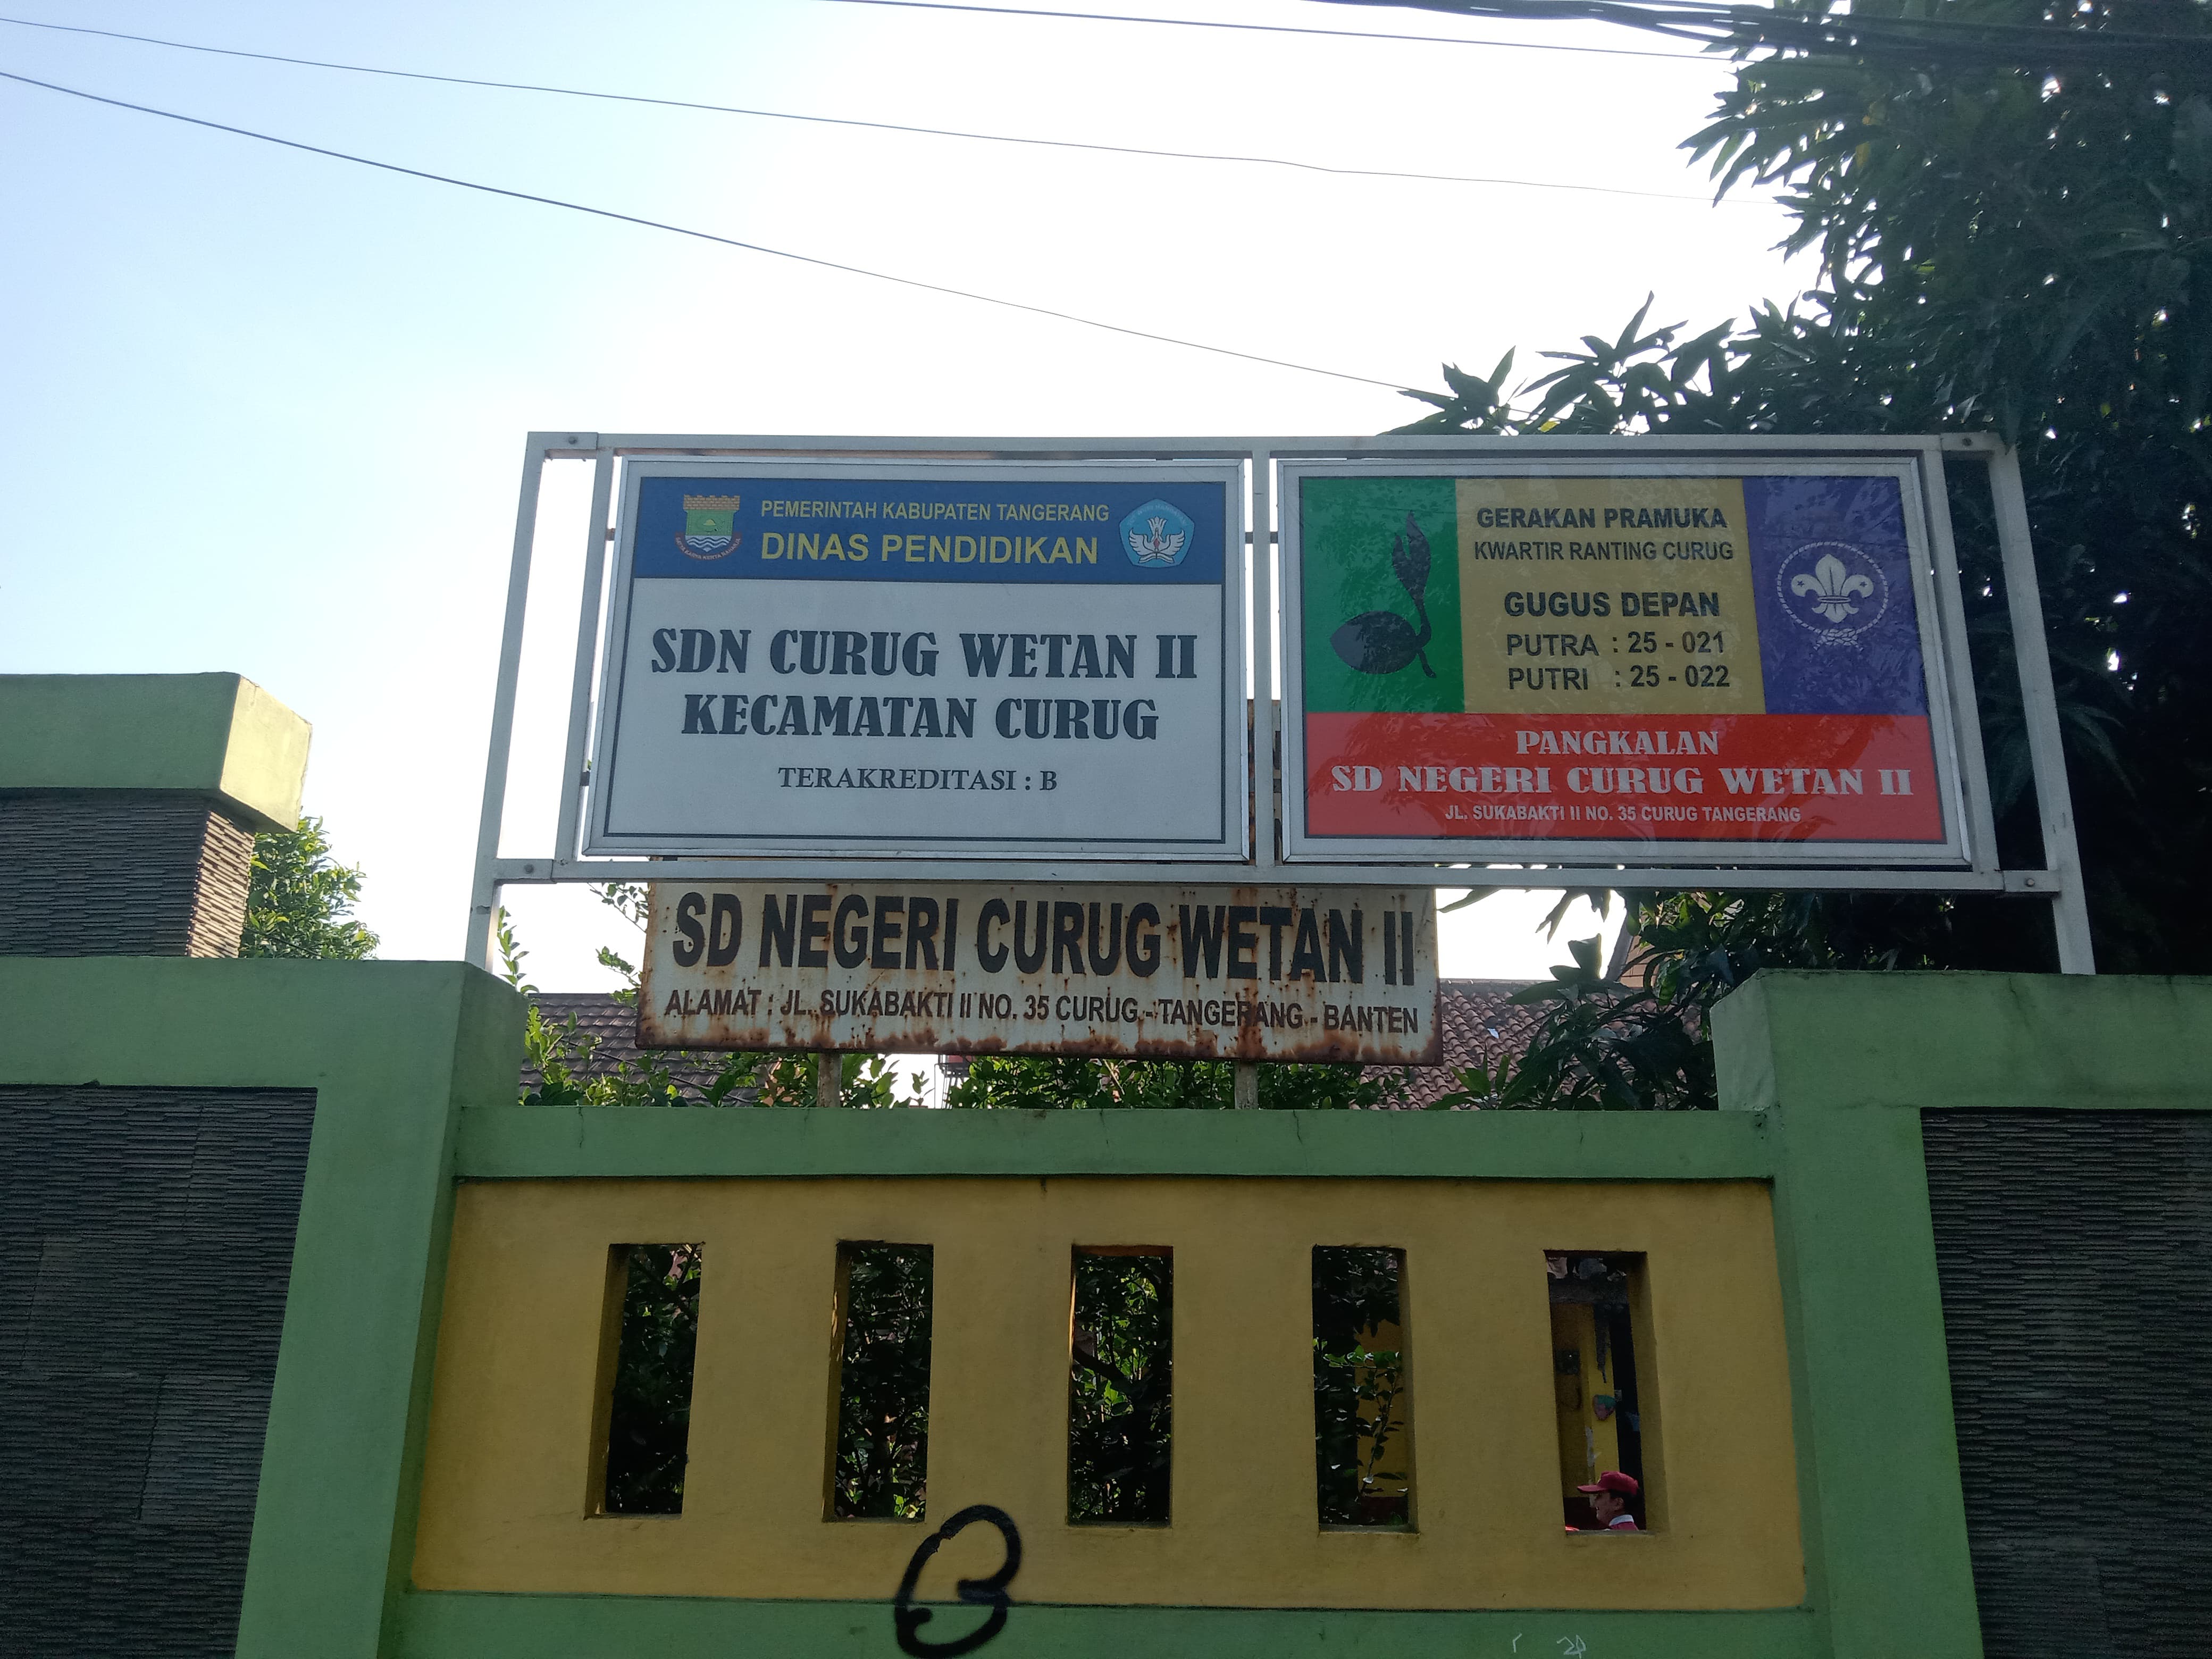 PEMERINTAH KABUPATEN TANGERANG
DINAS PENDIDIKAN
SDN CURUG WETAN II
KECAMATAN CURUG
TERAKREDITASI : B
GERAKAN PRAMUKA
KWARTIR RANTING CURUG
GUGUS DEPAN
PUTRA : 25 - 021
PUTRI : 25 - 022
PANGKALAN
SD NEGERI CURUG WETAN II
JL. SUKABAKTI II NO. 35 CURUG TANGERANG
SD NEGERI CURUG WETAN II
ALAMAT : JL. SUKABAKTI II NO. 35 CURUG - TANGERANG - BANTEN